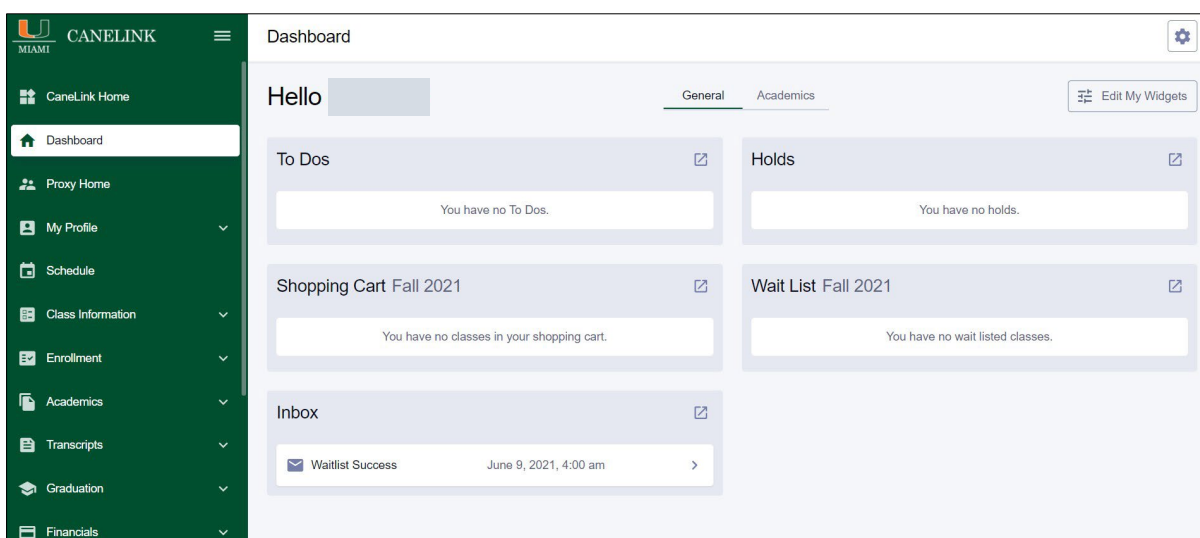 MIAMI
CANELINK
CaneLink Home
Dashboard
Proxy Home
My Profile
Schedule
Class Information
Enrollment
Academics
Transcripts
Graduation
Financials
Dashboard
Hello
General Academics
Edit My Widgets
To Dos
You have no To Dos.
Holds
You have no holds.
Shopping Cart Fall 2021
You have no classes in your shopping cart.
Wait List Fall 2021
You have no wait listed classes.
Inbox
Waitlist Success June 9, 2021, 4:00 am